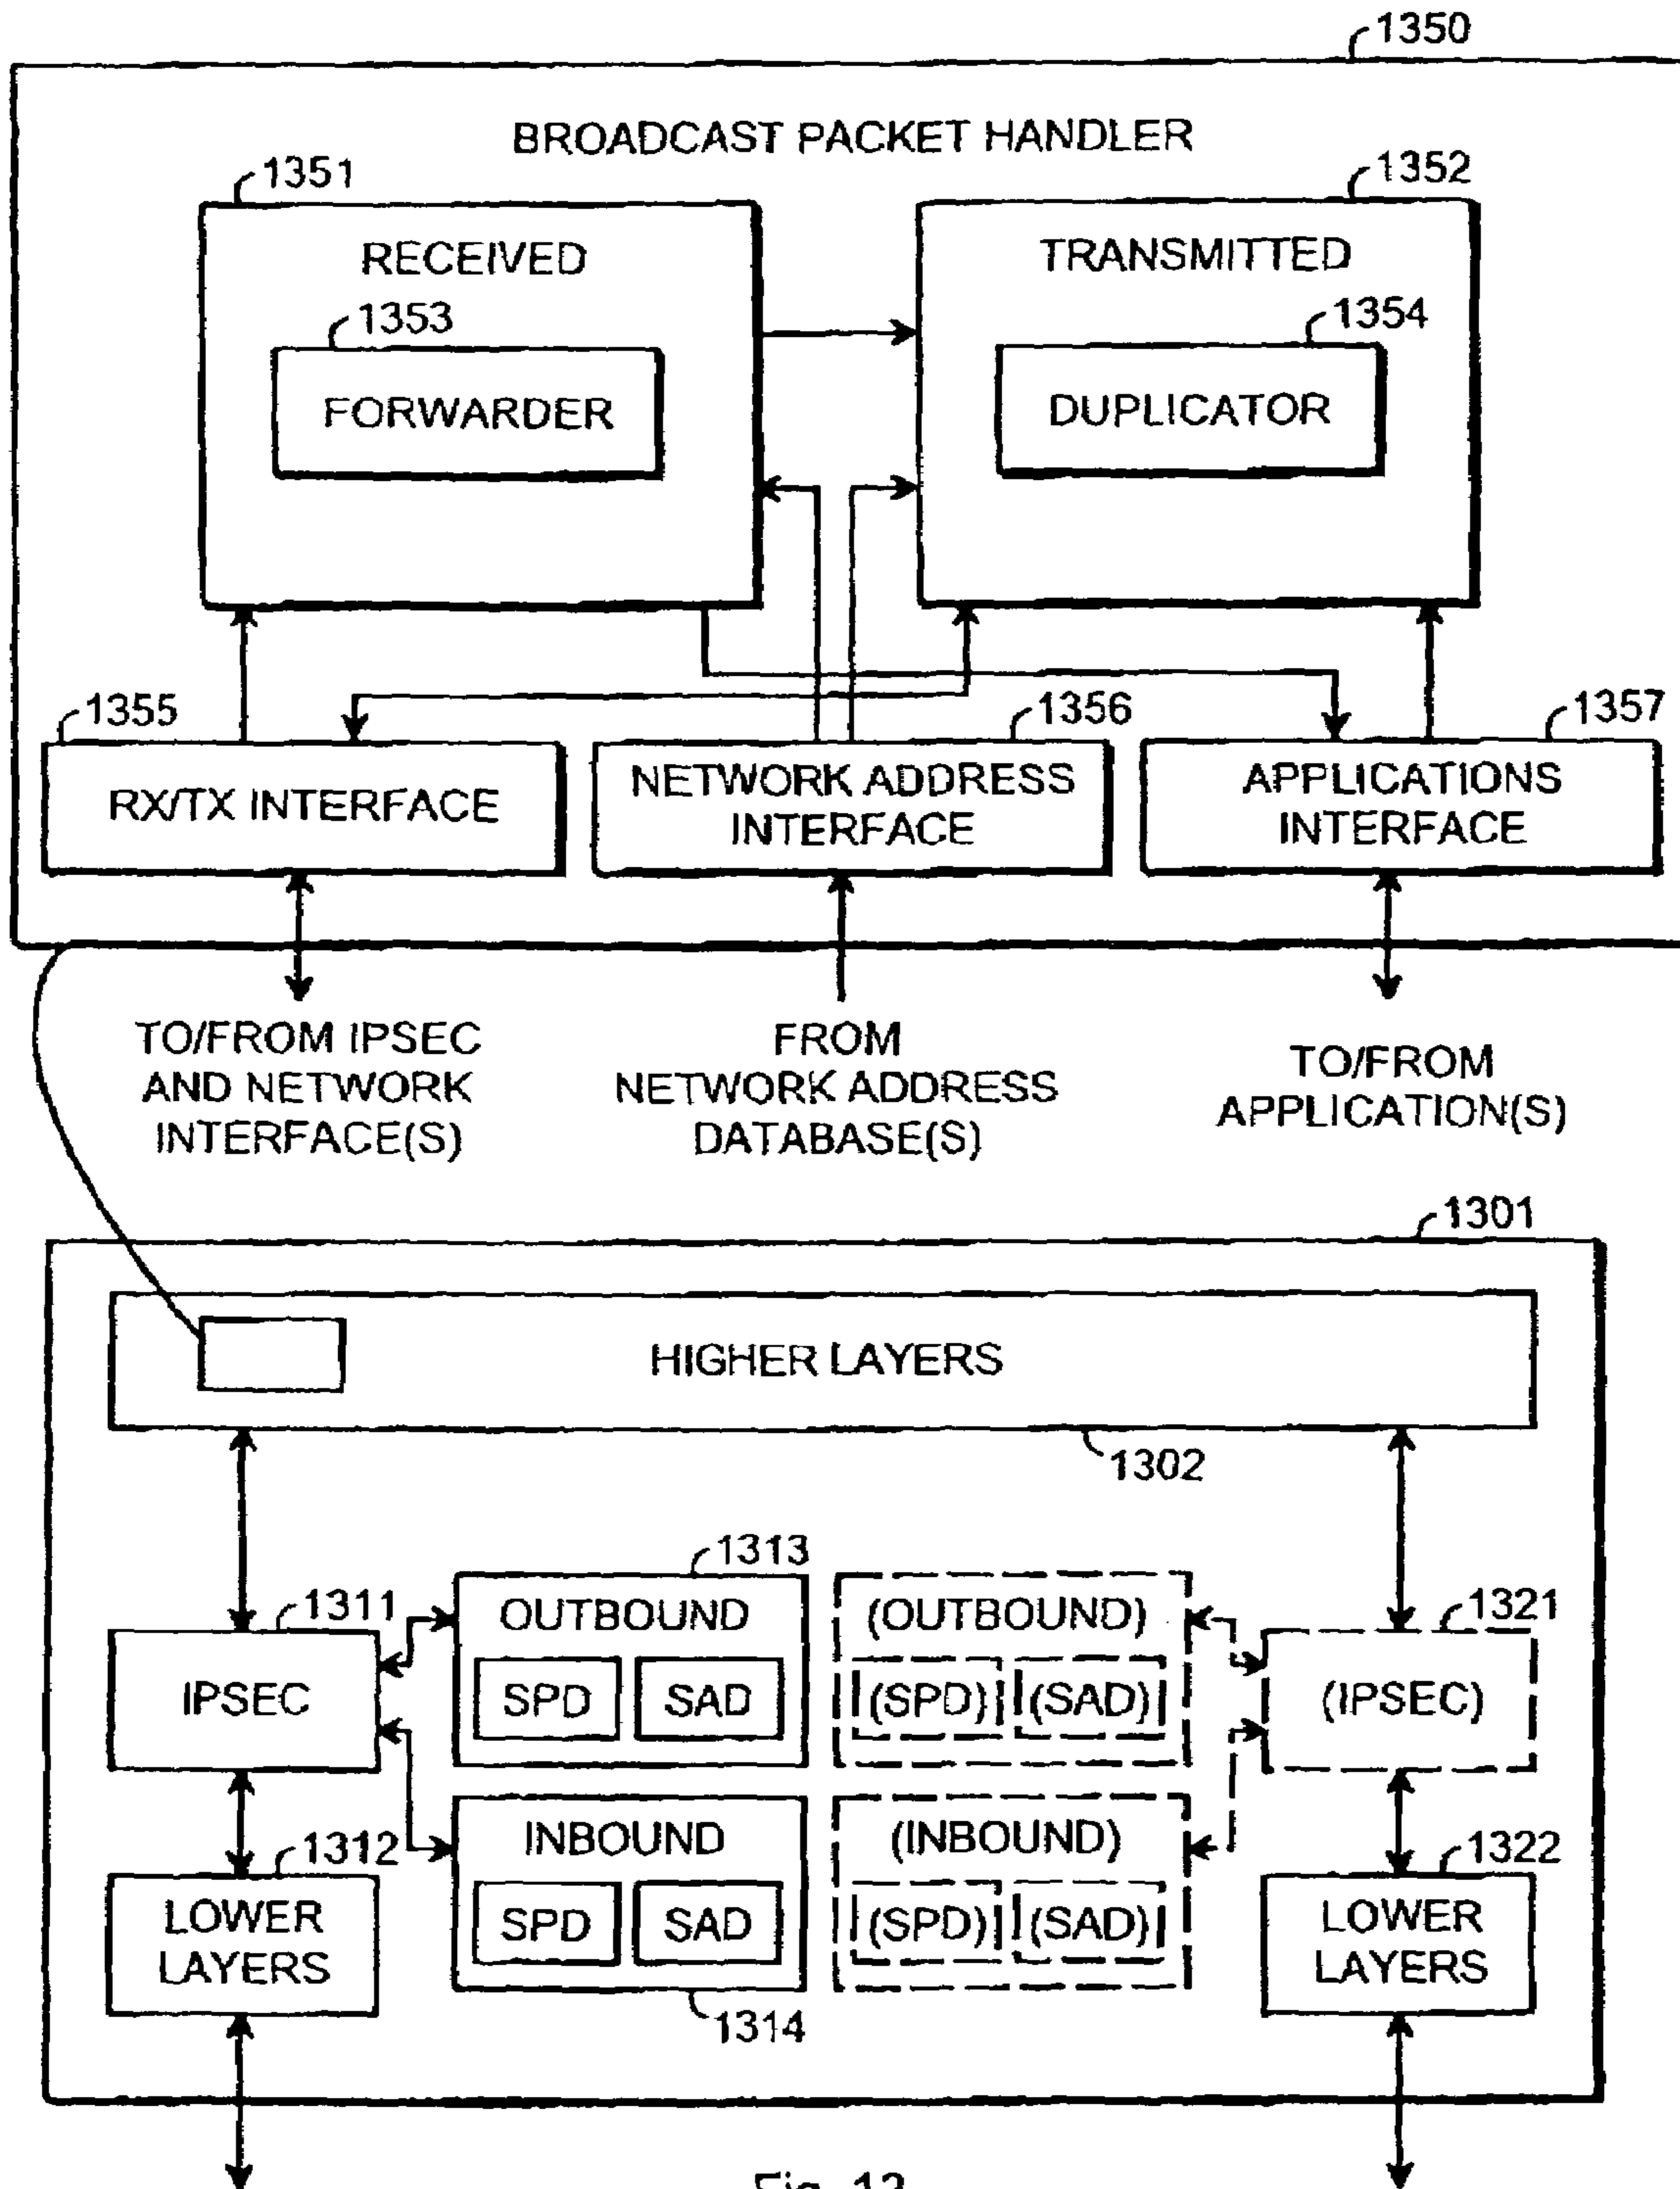 1350
BROADCAST PACKET HANDLER
1351
1352
RECEIVED
TRANSMITTED
1353
1354
FORWARDER
DUPLICATOR
1355
1356
1357
RX/TX INTERFACE
NETWORK ADDRESS
INTERFACE
APPLICATIONS
INTERFACE
TO/FROM IPSEC
AND NETWORK
INTERFACE(S)
FROM
NETWORK ADDRESS
DATABASE(S)
TO/FROM
APPLICATION(S)
1301
HIGHER LAYERS
1302
1313
1311
OUTBOUND
(OUTBOUND)
1321
IPSEC
SPD
SAD
(SPD)
(SAD)
(IPSEC)
1312
INBOUND
(INBOUND)
1322
LOWER
LAYERS
SPD
SAD
(SPD)
(SAD)
LOWER
LAYERS
1314